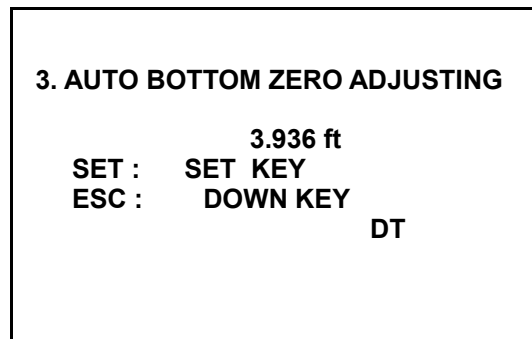 3. AUTO BOTTOM ZERO ADJUSTING
3.936 ft
SET : SET KEY
ESC : DOWN KEY
DT